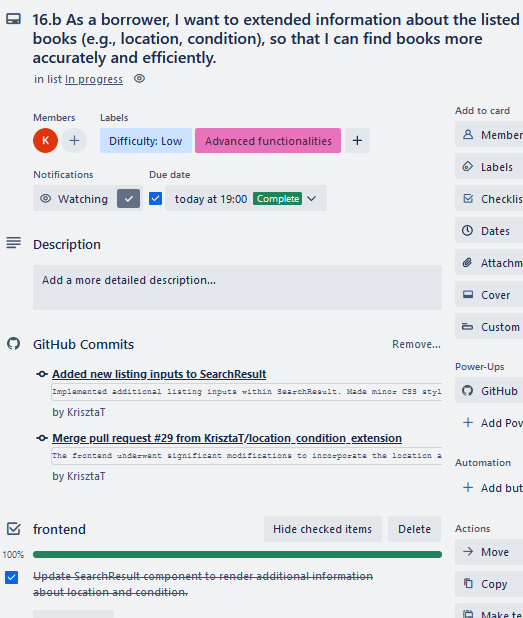 16.b As a borrower, I want to extended information about the listed
books (e.g., location, condition), so that I can find books more
accurately and efficiently.
in list In progress
Add to card
Members
Labels
K
Difficulty: Low
Advanced functionalities
Member
Labels
Notifications
Due date
Watching
today at 19:00
Complete
Checklis
Dates
Description
Attachm
Add a more detailed description...
Cover
Custom
GitHub Commits
Remove...
Power-Ups
Added new listing inputs to SearchResult
Implemented additional listing inputs within SearchResult. Made minor CSS styl
GitHub
by KrisztaT
Add Pow
Merge pull request #29 from KrisztaT/location_condition_extension
The frontend underwent significant modifications to incorporate the location a
Automation
by KrisztaT
Add but
frontend
Hide checked items
Delete
Actions
100%
Move
Update SearchResult component to render additional information
about location and condition.
Copy
Make te